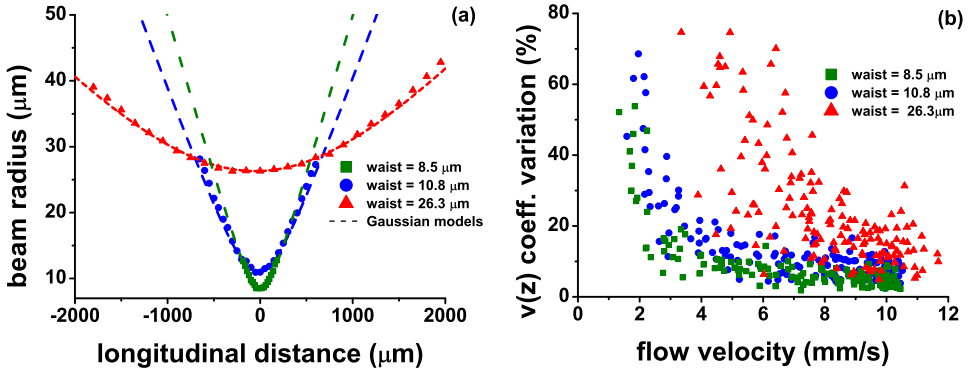 (a)
50
40
30
20
10
beam radius (μm)
waist = 8.5 μm
waist = 10.8 μm
waist = 26.3 μm
Gaussian models
-2000 -1000 0 1000 2000
longitudinal distance (μm)
(b)
80
60
40
20
0
v(z) coeff. variation (%)
waist = 8.5 μm
waist = 10.8 μm
waist = 26.3μm
0 2 4 6 8 10 12
flow velocity (mm/s)